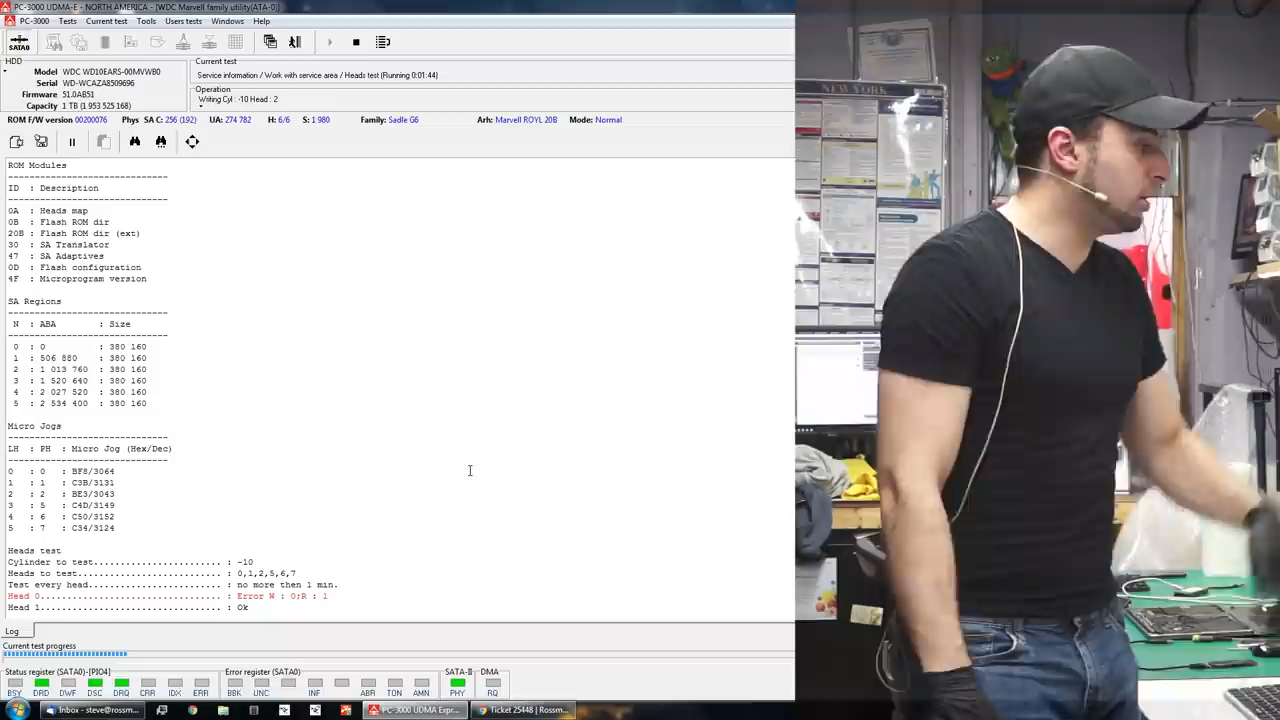 PC-3000 UDMA-E - NORTH AMERICA - [WDC Marvell family utility(ATA-0)]
PC-3000 Tests Current test Tools Users tests Windows Help
SATA0
HDD
Model WDC WD10EARS-00MVWB0
Serial WD-WCAZA8509696
Firmware 51.0AB51
Capacity 1 TB (1 953 525 168)
Current test
Service information / Work with service area / Heads test (Running 0:01:44)
Operation
Writing Cyl : -10 Head : 2
ROM F/W version 00200076 Phys SA C: 256 (192) UA: 274 782 H: 6/6 S: 1 980 Family: Sadle G6 Arh: Marvell ROYL 20B Mode: Normal
ROM Modules
-----------------------------
ID : Description
-----------------------------
0A : Heads map
0B : Flash ROM dir
20B : Flash ROM dir (ext)
30 : SA Translator
47 : SA Adaptives
0D : Flash configuration
4F : Microprogram version
SA Regions
-----------------------------
N : ABA : Size
-----------------------------
0 : 0 : 380 160
1 : 506 880 : 380 160
2 : 1 013 760 : 380 160
3 : 1 520 640 : 380 160
4 : 2 027 520 : 380 160
5 : 2 534 400 : 380 160
Micro Jogs
-----------------------------
LH : PH : Micro Jog (Hex/Dec)
-----------------------------
0 : 0 : BF8/3064
1 : 1 : C3B/3131
2 : 2 : BE3/3043
3 : 5 : C4D/3149
4 : 6 : C50/3152
5 : 7 : C34/3124
Heads test
Cylinder to test....................... : -10
Heads to test.......................... : 0,1,2,5,6,7
Test every head........................ : no more then 1 min.
Head 0................................. : Error W : 0;R : 1
Head 1................................. : Ok
Log
Current test progress
Status register (SATA0)-[PIO4] Error register (SATA0) SATA-II DMA
BSY DRD DWF DSC DRQ CRR IDX ERR BBK UNC INF ABR TON AMN PHY RQ
Inbox - steve@rossm... PC-3000 UDMA Expr... Ticket 25448 | Rossm...
NEW YORK